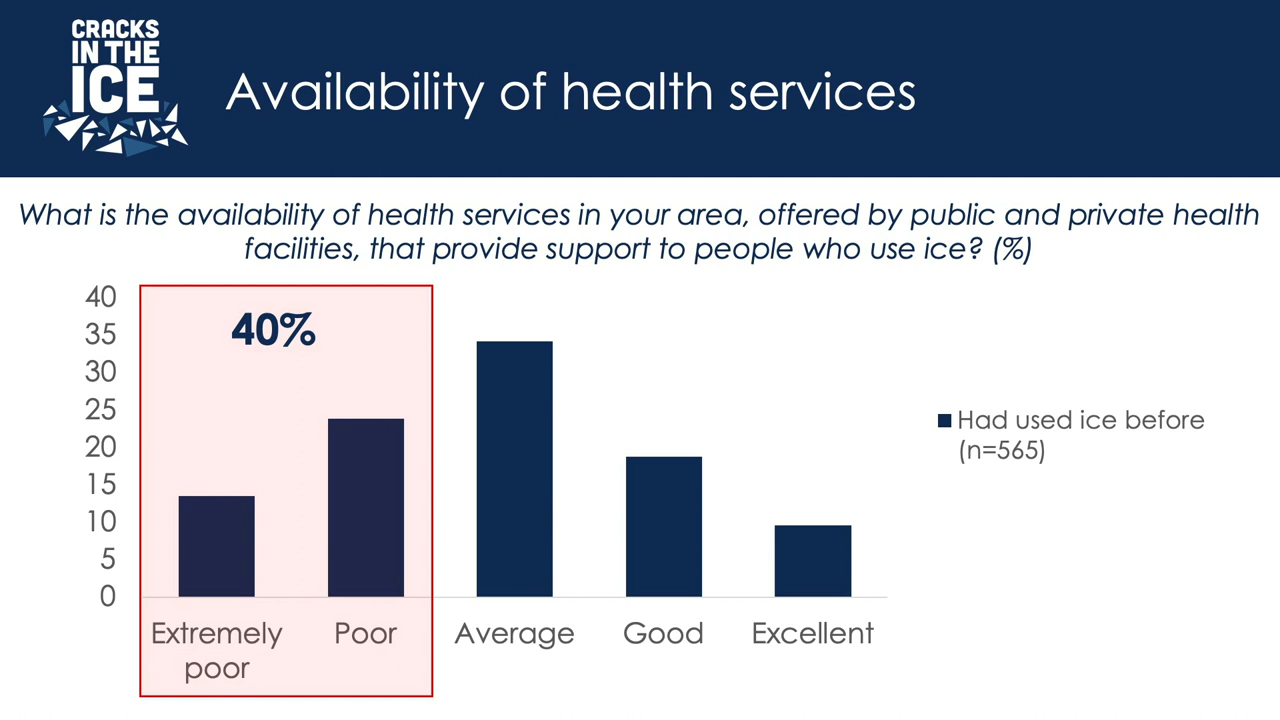 CRACKS
IN THE
ICE
Availability of health services
What is the availability of health services in your area, offered by public and private health
facilities, that provide support to people who use ice? (%)
40
35
30
25
20
15
10
5
0
40%
Extremely
poor
Poor
Average
Good
Excellent
Had used ice before
(n=565)